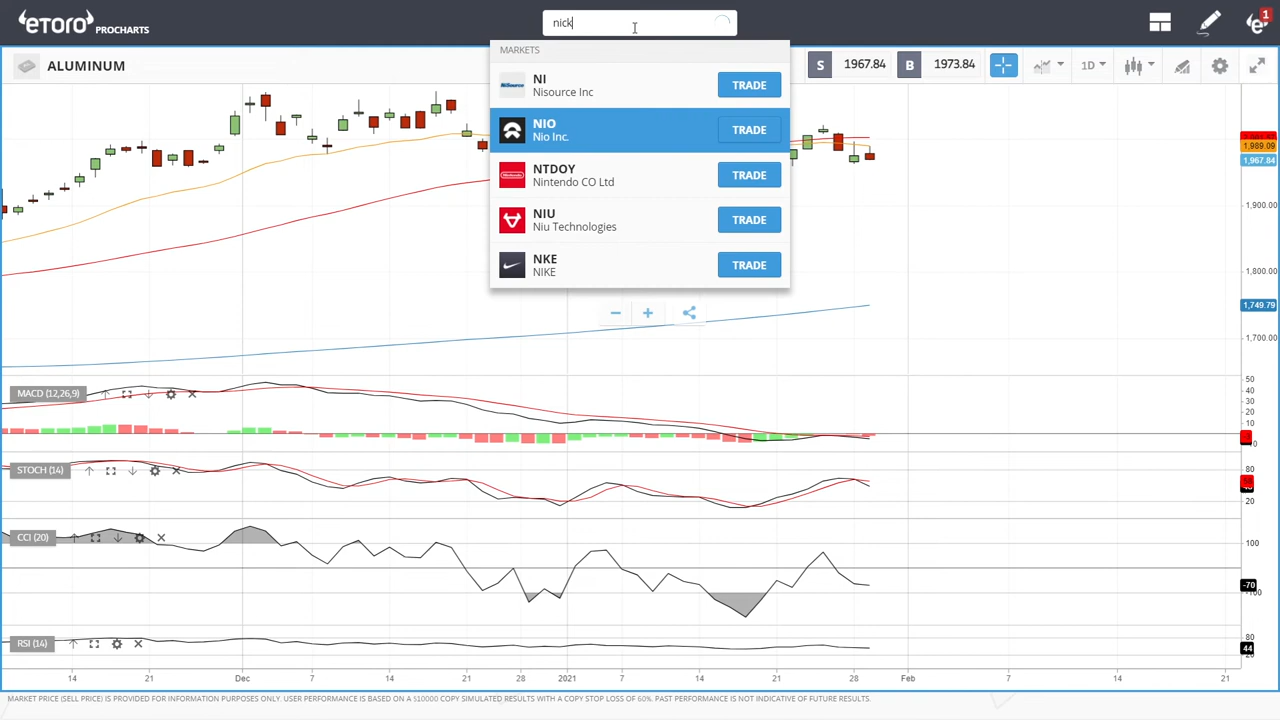 etoro PROCHARTS
nick
1
MARKETS
NI
Nisource Inc
TRADE
NIO
Nio Inc.
TRADE
NTDOY
Nintendo CO Ltd
TRADE
NIU
Niu Technologies
TRADE
NKE
NIKE
TRADE
ALUMINUM
S 1967.84 B 1973.84 1D
1,989.09
1,967.84
1,900.00
1,800.00
1,749.79
1,700.00
MACD (12,26,9)
50
40
30
20
10
STOCH (14)
80
20
CCI (20)
100
-70
-100
RSI (14)
80
44
14 21 Dec 7 14 21 28 2021 7 14 21 28 Feb 7 14 21
MARKET PRICE (SELL PRICE) IS PROVIDED FOR INFORMATION PURPOSES ONLY. USER PERFORMANCE IS BASED ON A $10000 COPY SIMULATED RESULTS WITH A COPY STOP LOSS OF 60%. PAST PERFORMANCE IS NOT INDICATIVE OF FUTURE RESULTS.